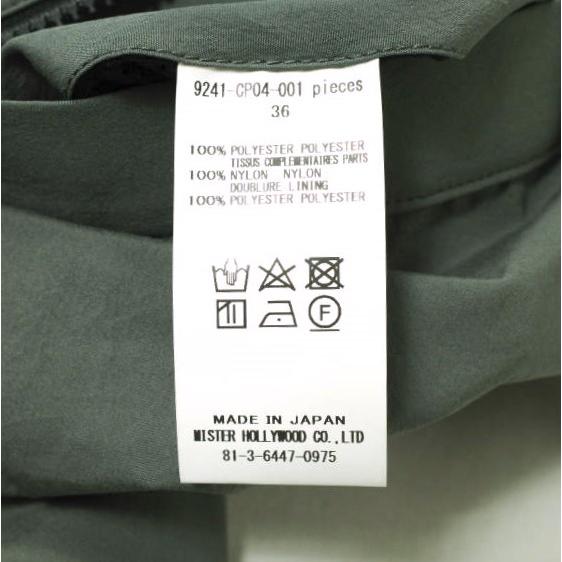 9241-CP04-001 pieces
36
100% POLYESTER POLYESTER
TISSUS COMPLEMENTAIRES PARTS
100% NYLON NYLON
DOUBLURE LINING
100% POLYESTER POLYESTER
F
MADE IN JAPAN
MISTER HOLLYWOOD CO., LTD
81-3-6447-0975